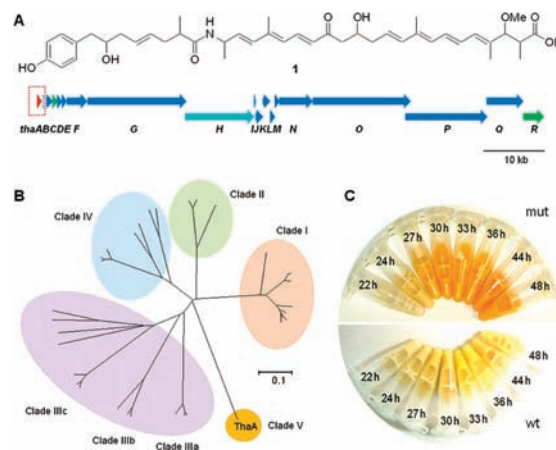 A
OH
O
OH
OMe
OH
HO
O
N
H
O
1
thaABCDE F G H IJKLM N O P Q R
10 kb
B
Clade IV
Clade II
Clade I
0.1
Clade IIIc
Clade IIIb
Clade IIIa
ThaA
Clade V
C
mut
22h
24h
27h
30h
33h
36h
44h
48h
22h
24h
27h
30h
33h
36h
44h
48h
wt